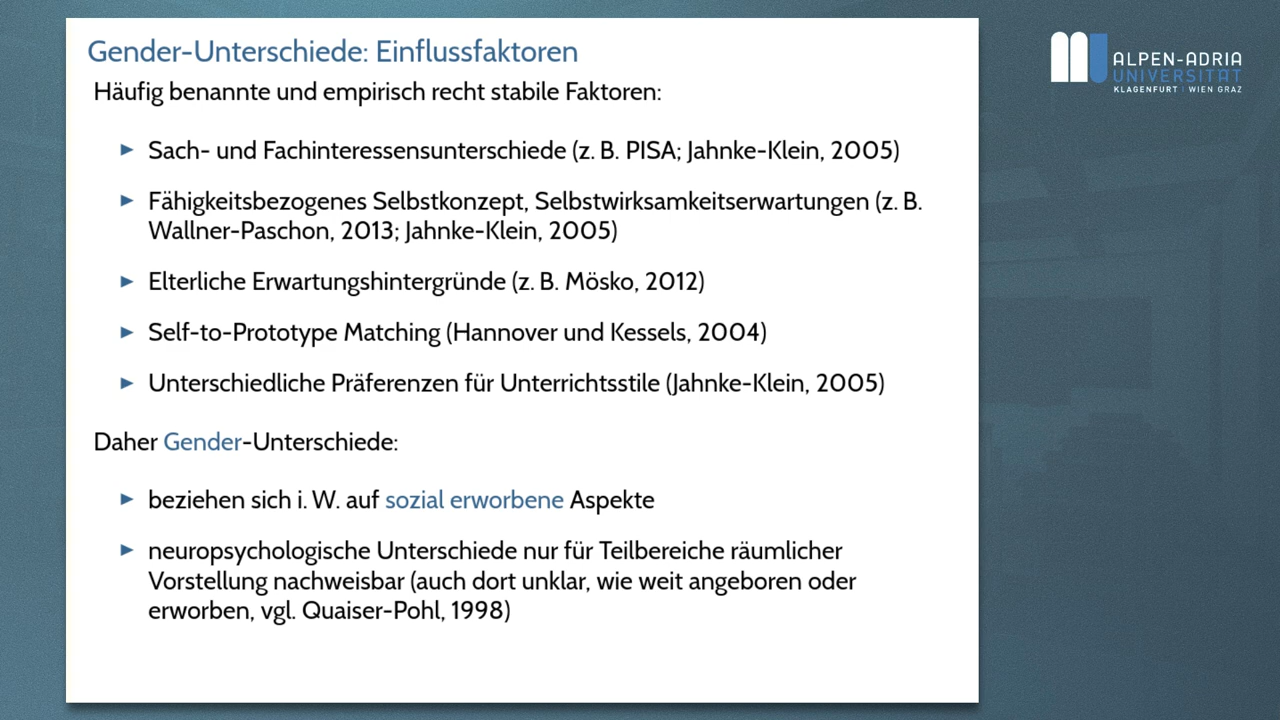 Gender-Unterschiede: Einflussfaktoren
Häufig benannte und empirisch recht stabile Faktoren:
Sach- und Fachinteressensunterschiede (z. B. PISA; Jahnke-Klein, 2005)
Fähigkeitsbezogenes Selbstkonzept, Selbstwirksamkeitserwartungen (z. B.
Wallner-Paschon, 2013; Jahnke-Klein, 2005)
Elterliche Erwartungshintergründe (z. B. Mösko, 2012)
Self-to-Prototype Matching (Hannover und Kessels, 2004)
Unterschiedliche Präferenzen für Unterrichtsstile (Jahnke-Klein, 2005)
Daher Gender-Unterschiede:
beziehen sich i. W. auf sozial erworbene Aspekte
neuropsychologische Unterschiede nur für Teilbereiche räumlicher
Vorstellung nachweisbar (auch dort unklar, wie weit angeboren oder
erworben, vgl. Quaiser-Pohl, 1998)
ALPEN-ADRIA
UNIVERSITÄT
KLAGENFURT | WIEN GRAZ